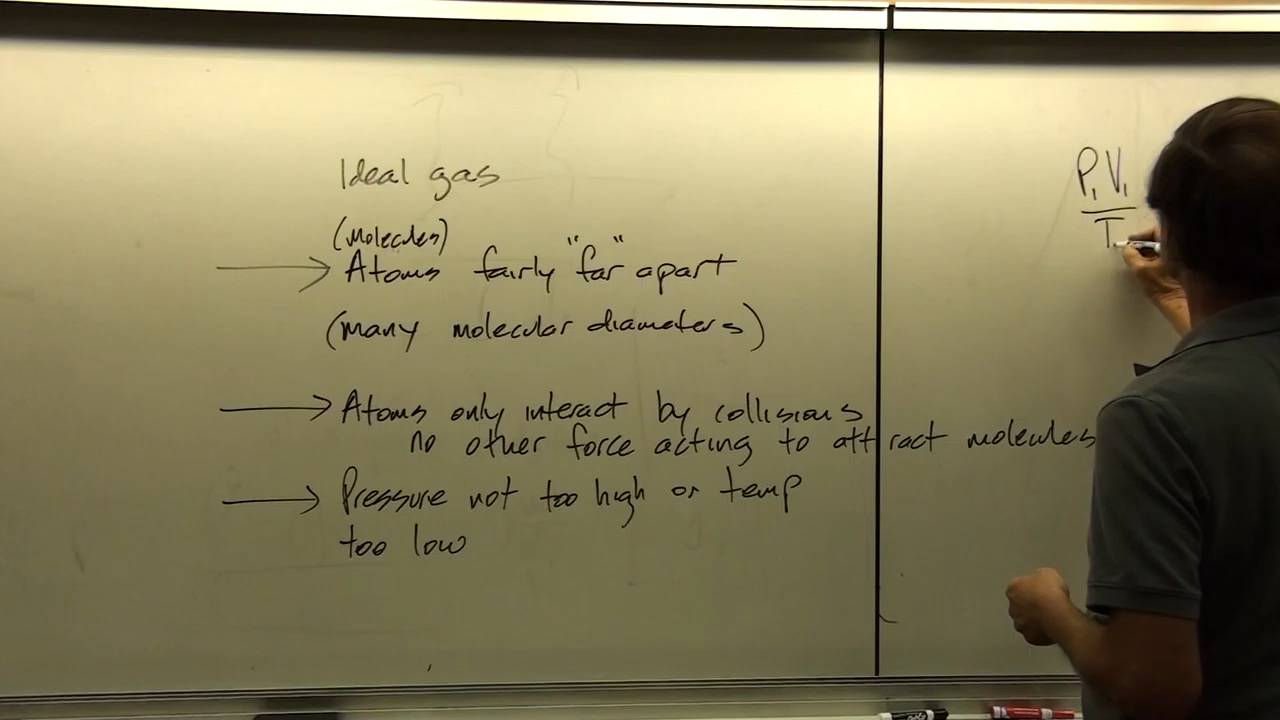 Ideal gas
(Molecules)
Atoms fairly "far" apart
(many molecular diameters)
Atoms only interact by collisions
no other force acting to attract molecules
Pressure not too high or temp
too low
P₁V₁
T